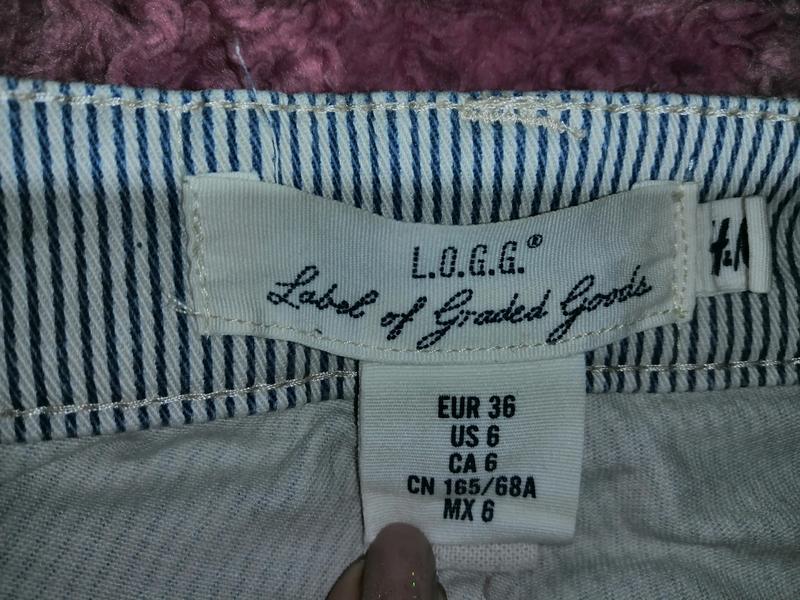 L.O.G.G.®
Label of Graded Goods
EUR 36
US 6
CA 6
CN 165/68A
MX 6